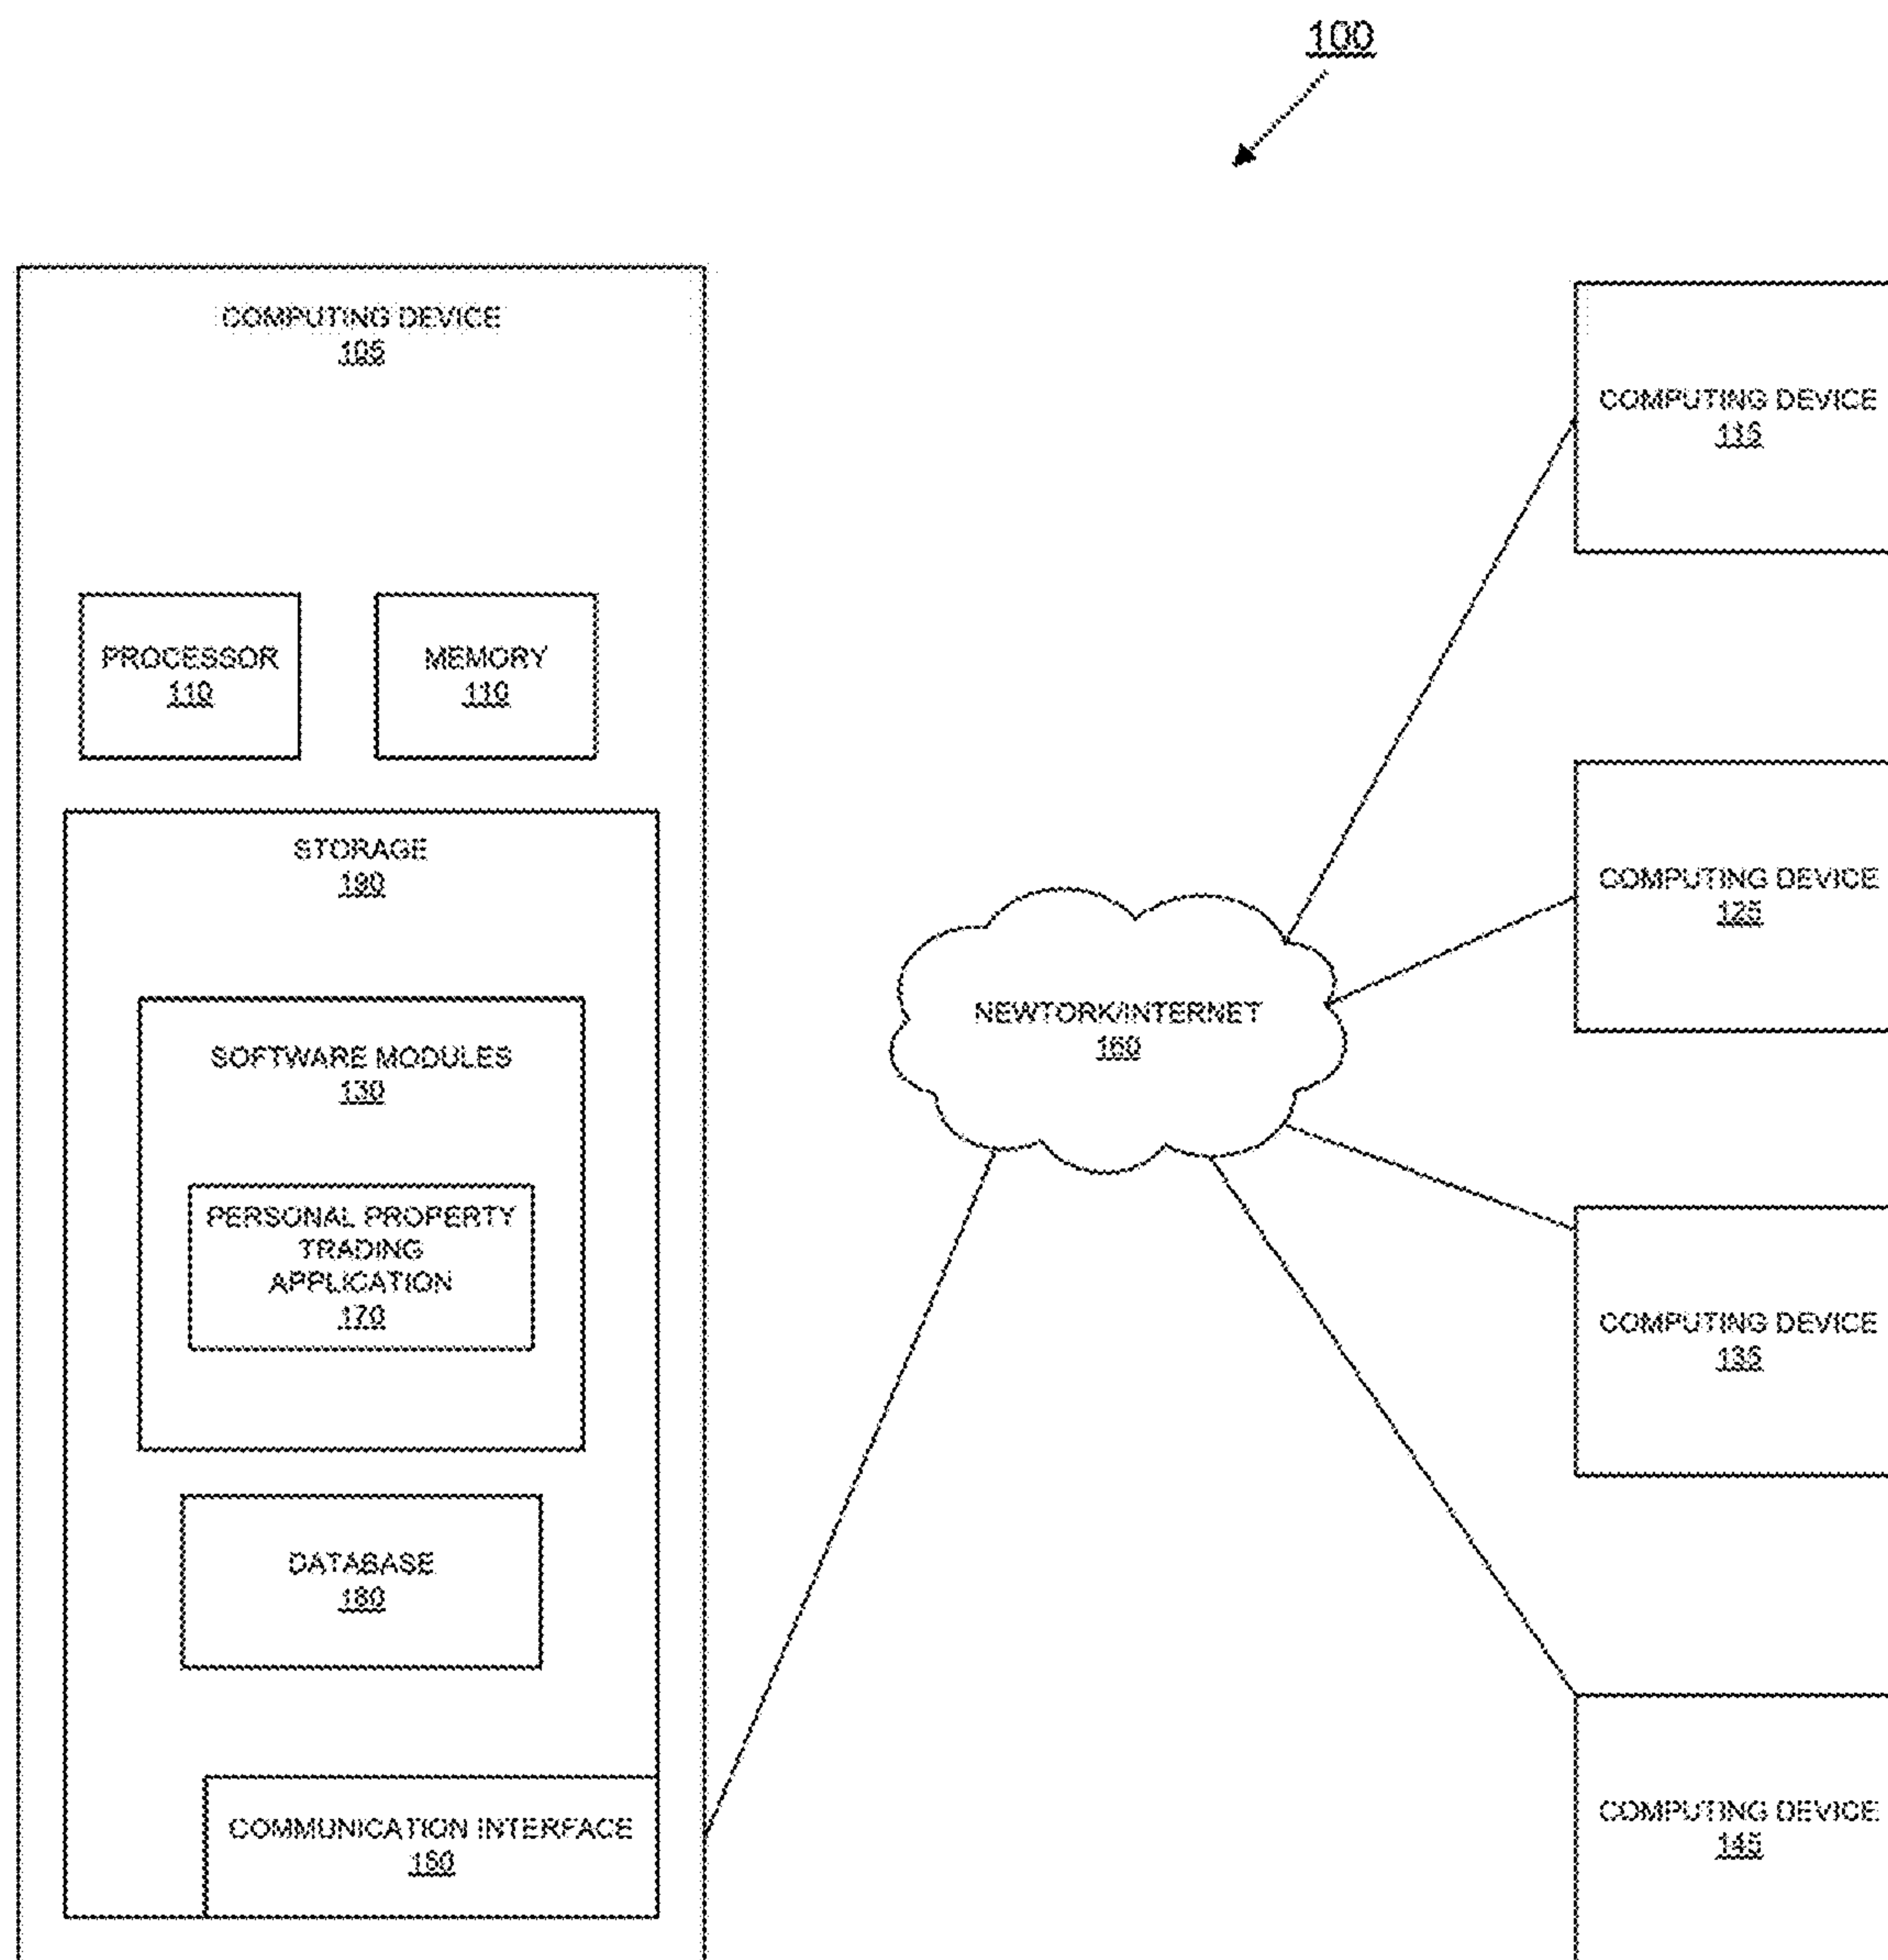 100
COMPUTING DEVICE
105
COMPUTING DEVICE
115
PROCESSOR
110
MEMORY
110
STORAGE
190
COMPUTING DEVICE
125
NEWTORK/INTERNET
160
SOFTWARE MODULES
130
PERSONAL PROPERTY
TRADING
APPLICATION
170
COMPUTING DEVICE
135
DATABASE
180
COMMUNICATION INTERFACE
150
COMPUTING DEVICE
145